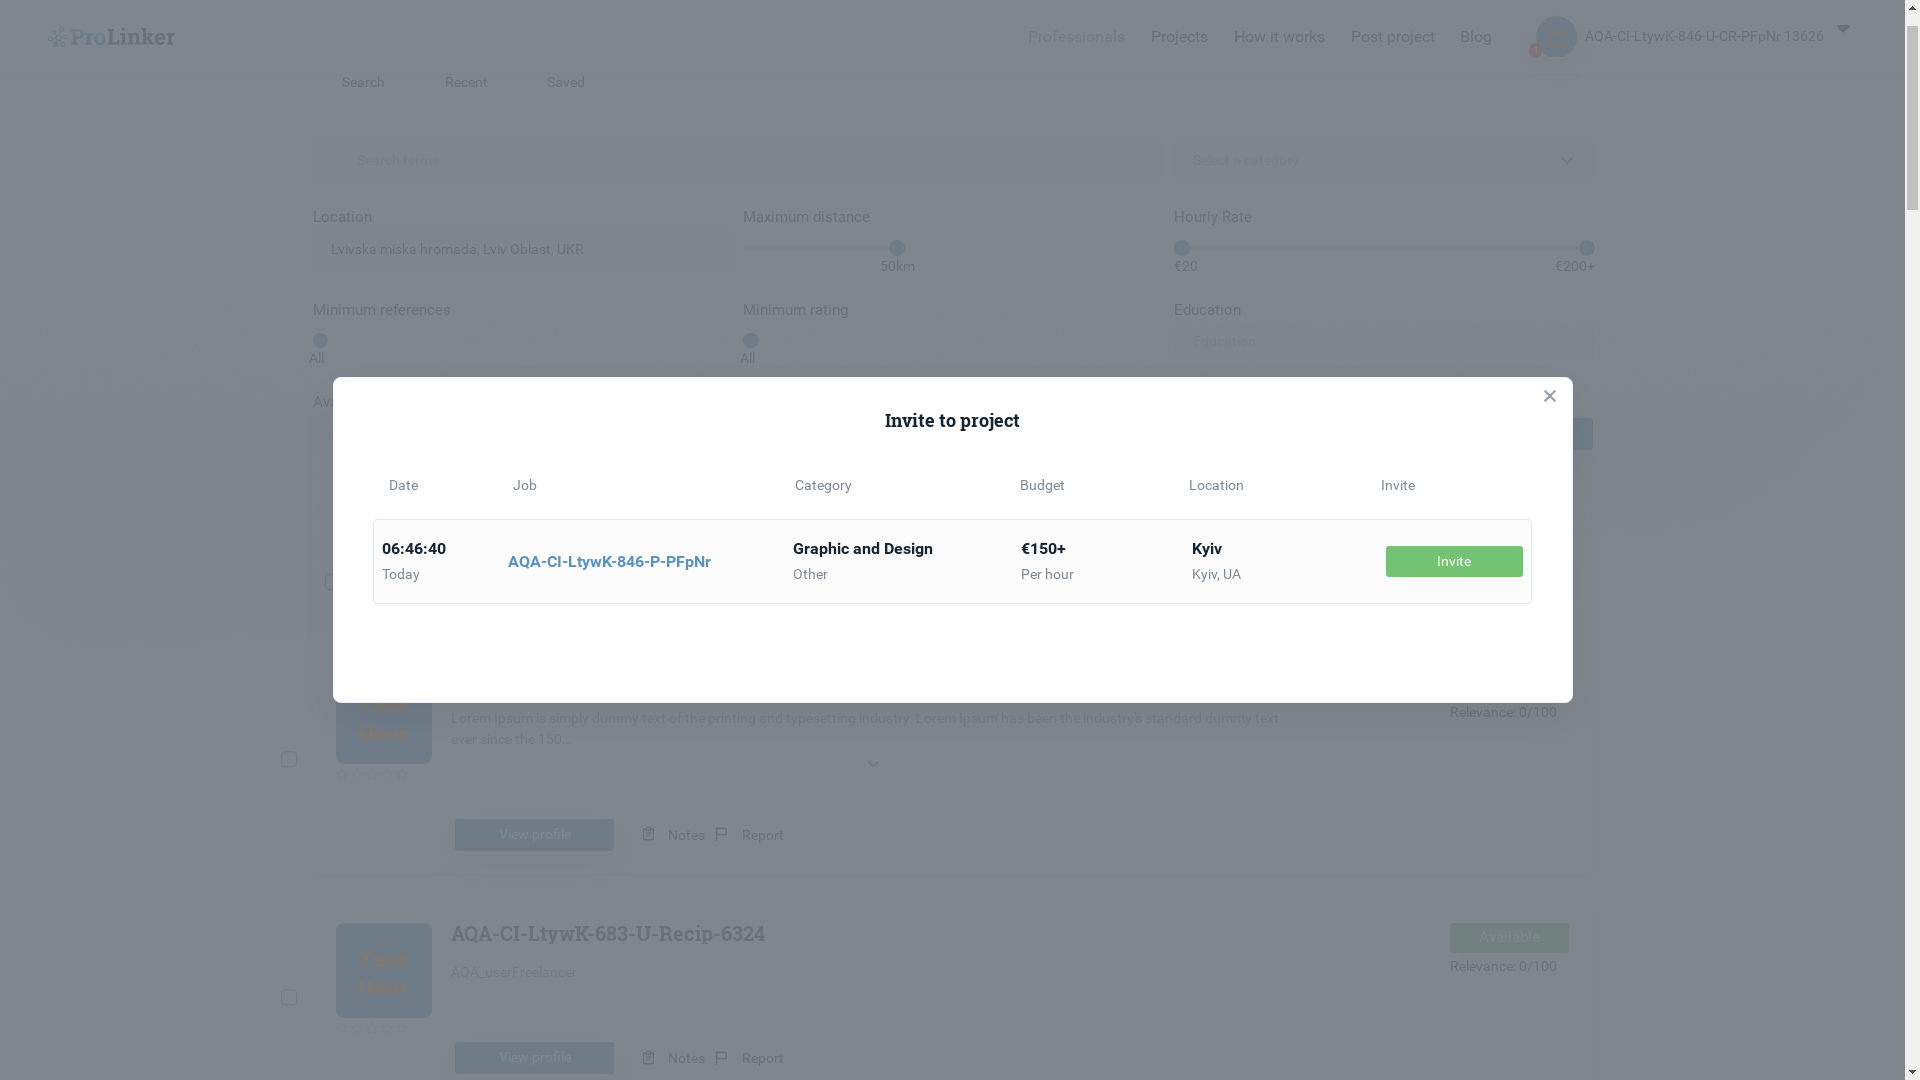 ProLinker
Professionals
Projects
How it works
Post project
Blog
AQA-CI-LtywK-846-U-CR-PFpNr 13626
Search
Recent
Saved
Search terms
Select a category
Location
Maximum distance
Hourly Rate
Lvivska miska hromada, Lviv Oblast, UKR
50km
€20
€200+
Minimum references
Minimum rating
Education
Education
All
All
Invite to project
Date
Job
Category
Budget
Location
Invite
06:46:40
Today
AQA-CI-LtywK-846-P-PFpNr
Graphic and Design
Other
€150+
Per hour
Kyiv
Kyiv, UA
Invite
Lorem Ipsum is simply dummy text of the printing and typesetting industry. Lorem Ipsum has been the industry's standard dummy text
ever since the 150...
Relevance: 0/100
View profile
Notes
Report
AQA-CI-LtywK-683-U-Recip-6324
AQA_userFreelancer
Test
User
Available
Relevance: 0/100
View profile
Notes
Report